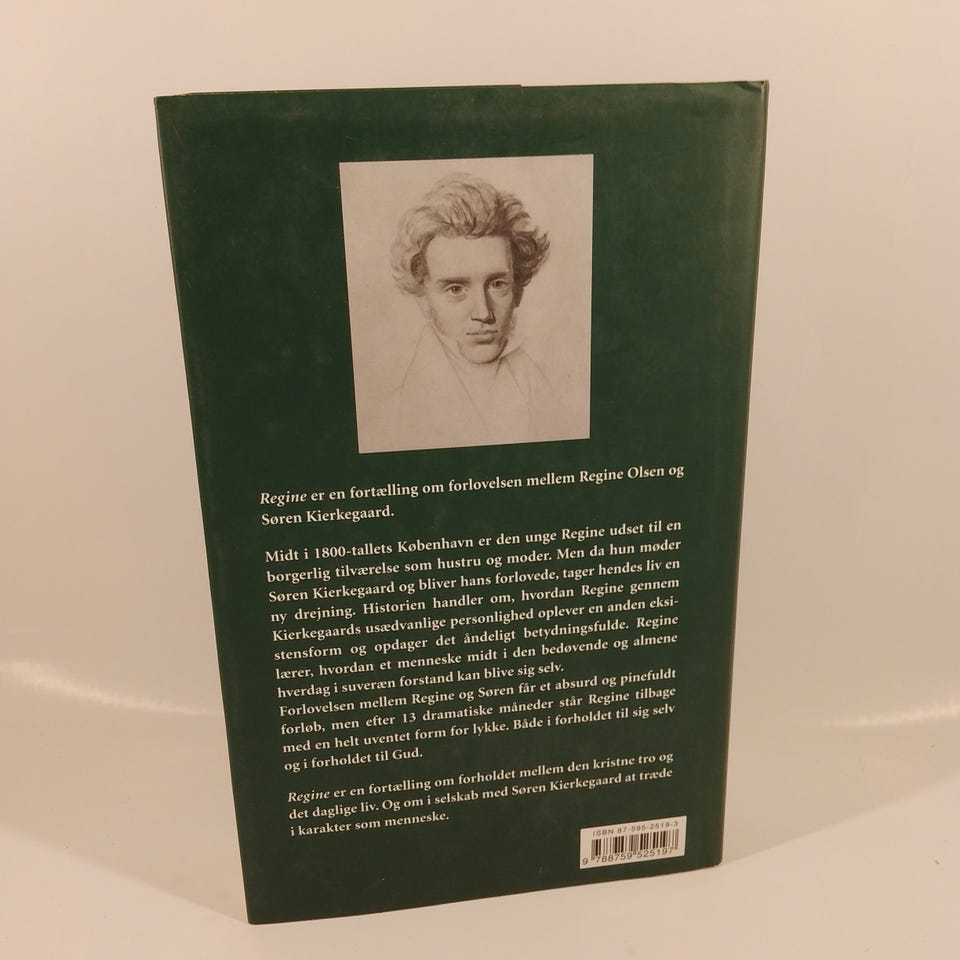 Regine er en fortælling om forlovelsen mellem Regine Olsen og
Søren Kierkegaard.
Midt i 1800-tallets København er den unge Regine udset til en
borgerlig tilværelse som hustru og moder. Men da hun møder
Søren Kierkegaard og bliver hans forlovede, tager hendes liv en
ny drejning. Historien handler om, hvordan Regine gennem
Kierkegaards usædvanlige personlighed oplever en anden eksi-
stensform og opdager det åndeligt betydningsfulde. Regine
lærer, hvordan et menneske midt i den bedøvende og almene
hverdag i suveræn forstand kan blive sig selv.
Forlovelsen mellem Regine og Søren får et absurd og pinefuldt
forløb, men efter 13 dramatiske måneder står Regine tilbage
med en helt uventet form for lykke. Både i forholdet til sig selv
og i forholdet til Gud.
Regine er en fortælling om forholdet mellem den kristne tro og
det daglige liv. Og om i selskab med Søren Kierkegaard at træde
i karakter som menneske.
ISBN 87-595-2519-3
9 788759 525197